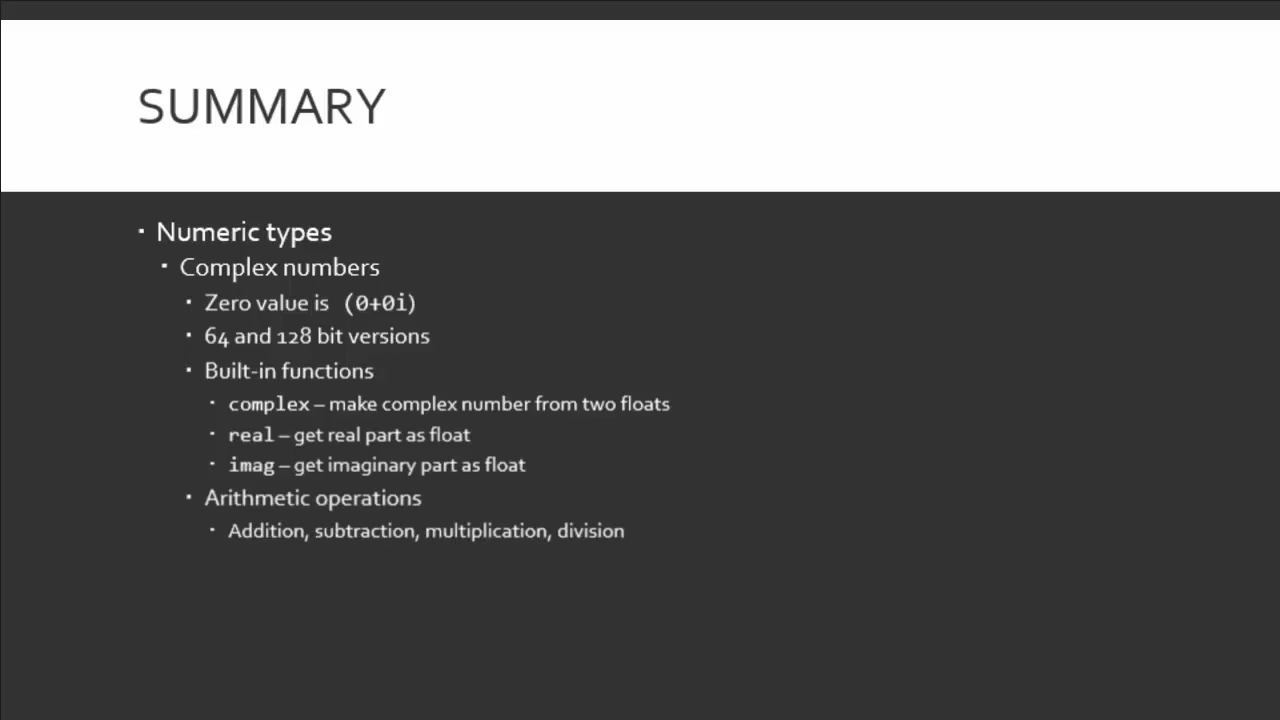 SUMMARY
▪ Numeric types
▪ Complex numbers
▪ Zero value is (0+0i)
▪ 64 and 128 bit versions
▪ Built-in functions
▪ complex – make complex number from two floats
▪ real – get real part as float
▪ imag – get imaginary part as float
▪ Arithmetic operations
▪ Addition, subtraction, multiplication, division